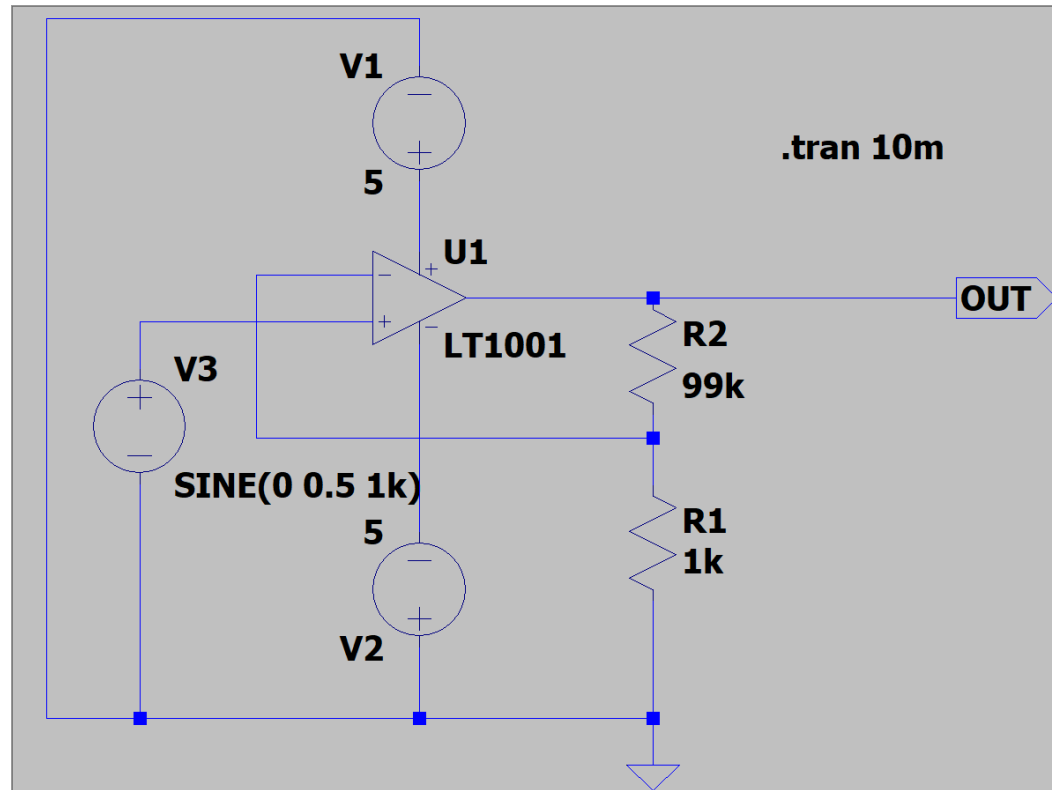 V1
5
.tran 10m
U1
LT1001
OUT
R2
99k
V3
SINE(0 0.5 1k)
5
V2
R1
1k